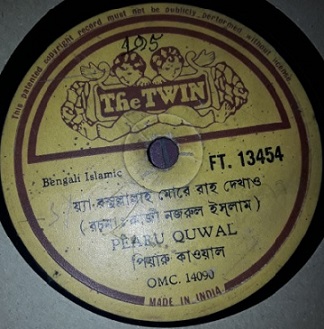 this patented copyright record must not be publicly performed without licence.
195
The TWIN
FT. 13454
Bengali Islamic
য়্যা রসুলুল্লাহ মোরে রাহ দেখাও
(রচনা: কাজী নজরুল ইসলাম)
PEARU QUWAL
পিয়ারু কাওয়াল
OMC. 14090
MADE IN INDIA